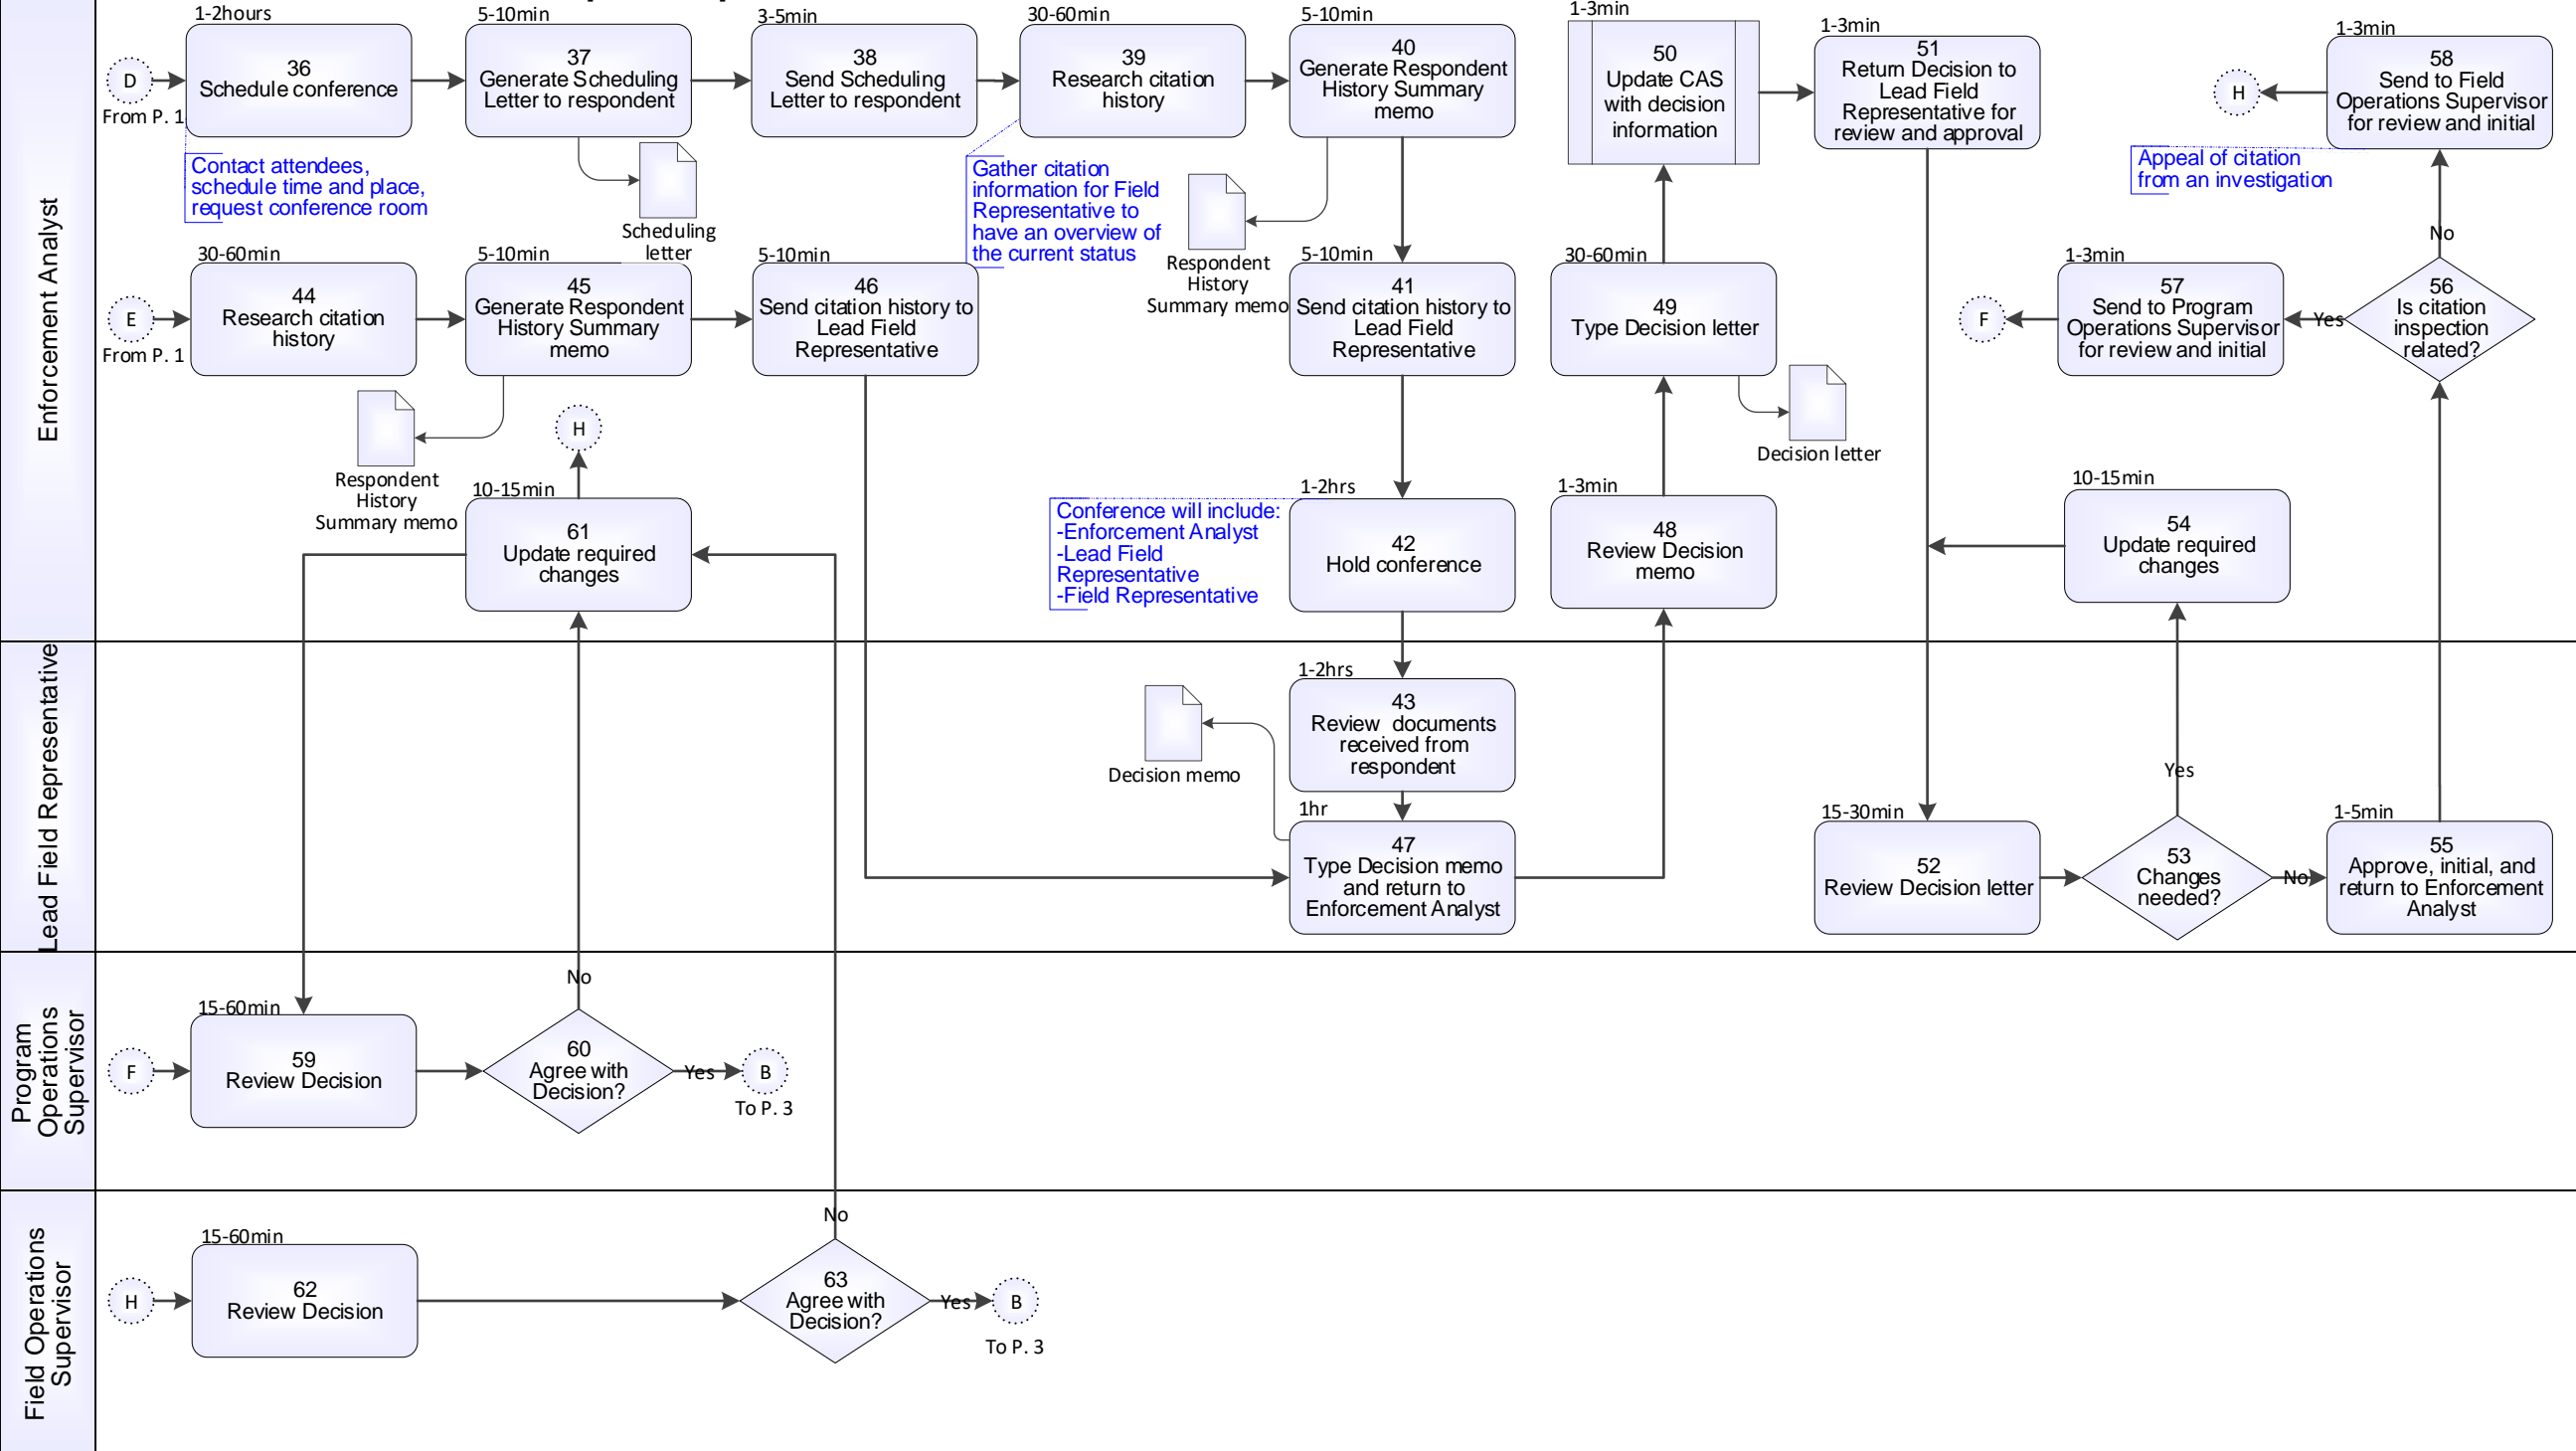 Enforcement Analyst
D
From P. 1
1-2hours
36
Schedule conference
Contact attendees,
schedule time and place,
request conference room
5-10min
37
Generate Scheduling
Letter to respondent
Scheduling
letter
3-5min
38
Send Scheduling
Letter to respondent
30-60min
39
Research citation
history
Gather citation
information for Field
Representative to
have an overview of
the current status
5-10min
40
Generate Respondent
History Summary
memo
Respondent
History
Summary memo
1-3min
50
Update CAS
with decision
information
1-3min
51
Return Decision to
Lead Field
Representative for
review and approval
H
1-3min
58
Send to Field
Operations Supervisor
for review and initial
Appeal of citation
from an investigation
No
E
From P. 1
30-60min
44
Research citation
history
5-10min
45
Generate Respondent
History Summary
memo
Respondent
History
Summary memo
5-10min
46
Send citation history to
Lead Field
Representative
5-10min
41
Send citation history to
Lead Field
Representative
30-60min
49
Type Decision letter
Decision letter
F
1-3min
57
Send to Program
Operations Supervisor
for review and initial
Yes
56
Is citation
inspection
related?
H
10-15min
61
Update required
changes
Conference will include:
-Enforcement Analyst
-Lead Field
Representative
-Field Representative
1-2hrs
42
Hold conference
1-3min
48
Review Decision
memo
10-15min
54
Update required
changes
Lead Field Representative
1-2hrs
43
Review documents
received from
respondent
Decision memo
1hr
47
Type Decision memo
and return to
Enforcement Analyst
15-30min
52
Review Decision letter
Yes
53
Changes
needed?
No
1-5min
55
Approve, initial, and
return to Enforcement
Analyst
Program
Operations
Supervisor
F
15-60min
59
Review Decision
No
60
Agree with
Decision?
Yes
B
To P. 3
Field Operations
Supervisor
H
15-60min
62
Review Decision
No
63
Agree with
Decision?
Yes
B
To P. 3